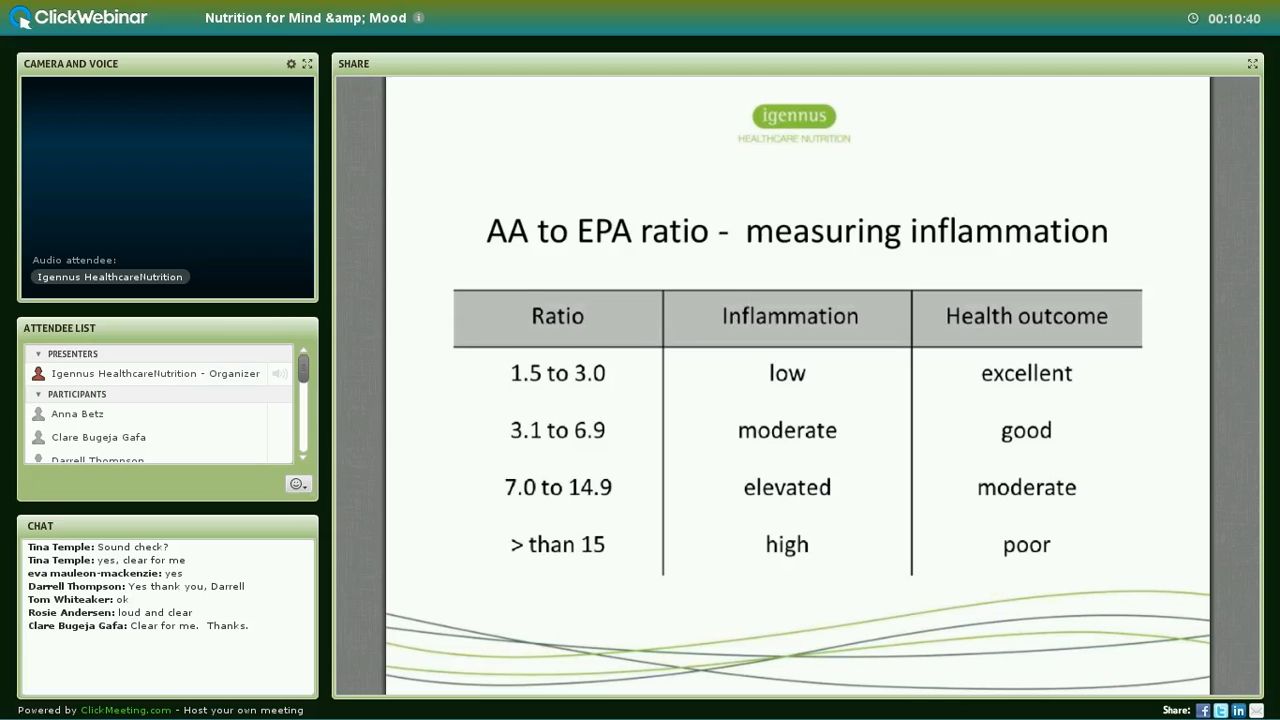 ClickWebinar
Nutrition for Mind &amp; Mood
00:10:40
CAMERA AND VOICE
Audio attendee:
Igennus HealthcareNutrition
ATTENDEE LIST
PRESENTERS
Igennus HealthcareNutrition - Organizer
PARTICIPANTS
Anna Betz
Clare Bugeja Gafa
Darrell Thompson
CHAT
Tina Temple: Sound check?
Tina Temple: yes, clear for me
eva mauleon-mackenzie: yes
Darrell Thompson: Yes thank you, Darrell
Tom Whiteaker: ok
Rosie Andersen: loud and clear
Clare Bugeja Gafa: Clear for me. Thanks.
SHARE
igennus
HEALTHCARE NUTRITION
AA to EPA ratio - measuring inflammation
Ratio Inflammation Health outcome
1.5 to 3.0 low excellent
3.1 to 6.9 moderate good
7.0 to 14.9 elevated moderate
> than 15 high poor
Powered by ClickMeeting.com - Host your own meeting
Share: